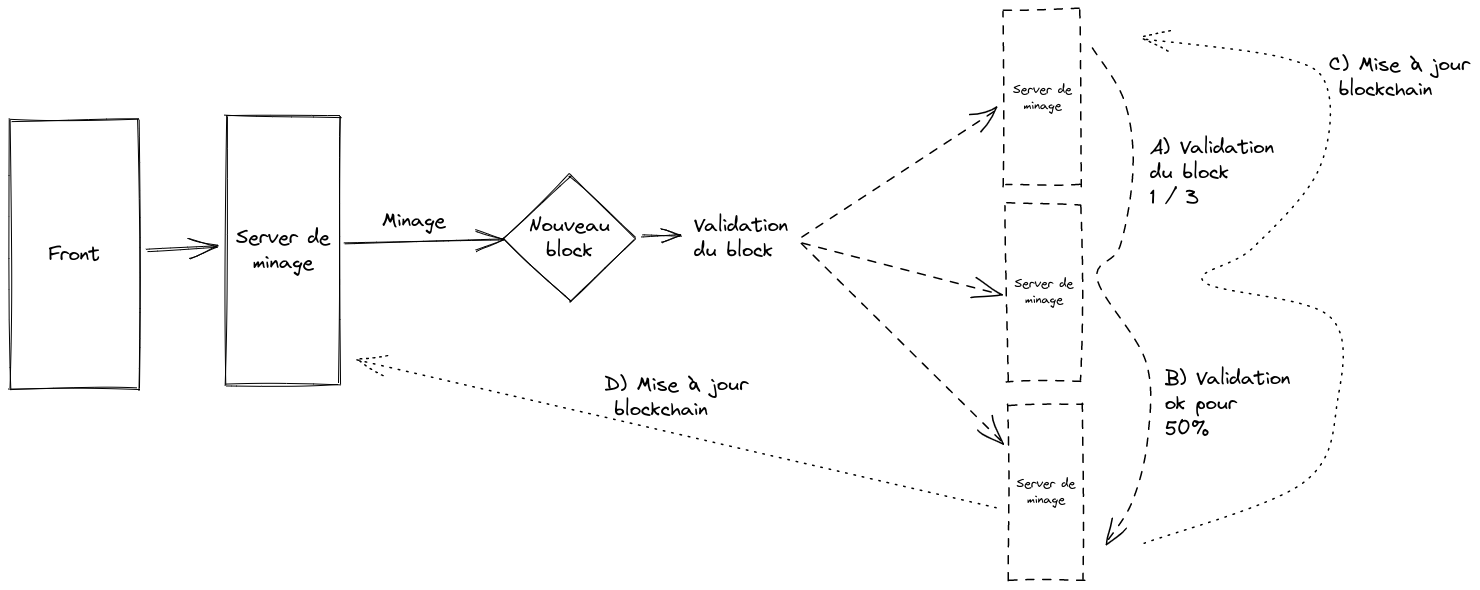 Front
Server de
minage
Minage
Nouveau
block
Validation
du block
Server de
minage
Server de
minage
Server de
minage
A) Validation
du block
1 / 3
B) Validation
ok pour
50%
C) Mise à jour
blockchain
D) Mise à jour
blockchain